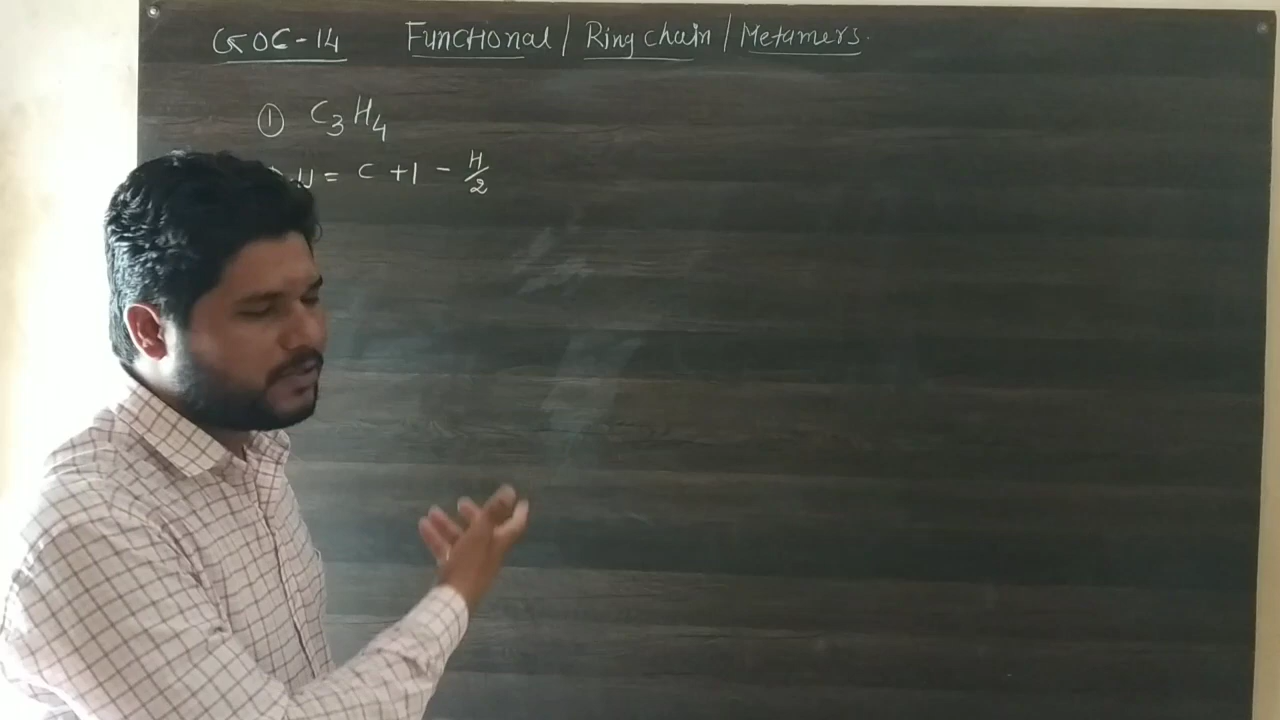 GOC-14 Functional / Ring chain / Metamers.
① C₃H₄
U = C + 1 - H/2